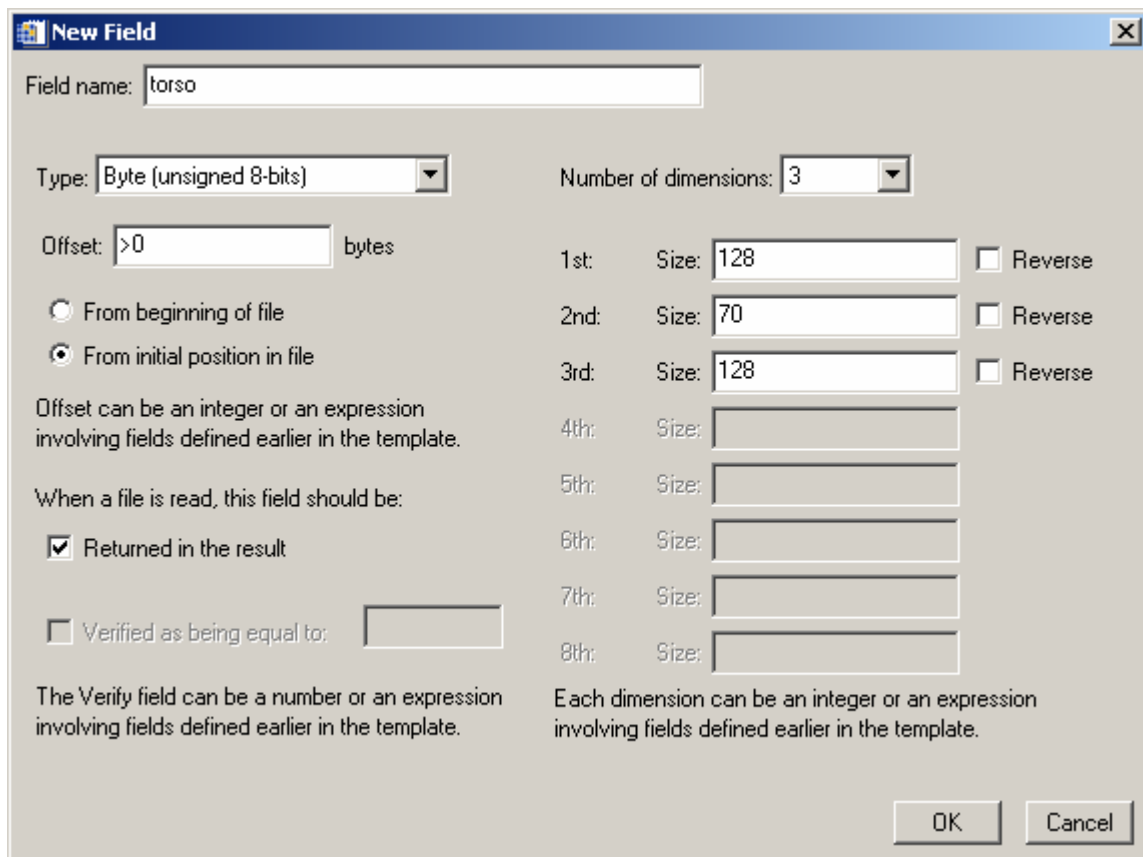 New Field
Field name: torso
Type: Byte (unsigned 8-bits)
Number of dimensions: 3
Offset: >0 bytes
From beginning of file
From initial position in file
Offset can be an integer or an expression
involving fields defined earlier in the template.
When a file is read, this field should be:
Returned in the result
Verified as being equal to:
The Verify field can be a number or an expression
involving fields defined earlier in the template.
1st: Size: 128 Reverse
2nd: Size: 70 Reverse
3rd: Size: 128 Reverse
4th: Size:
5th: Size:
6th: Size:
7th: Size:
8th: Size:
Each dimension can be an integer or an expression
involving fields defined earlier in the template.
OK Cancel